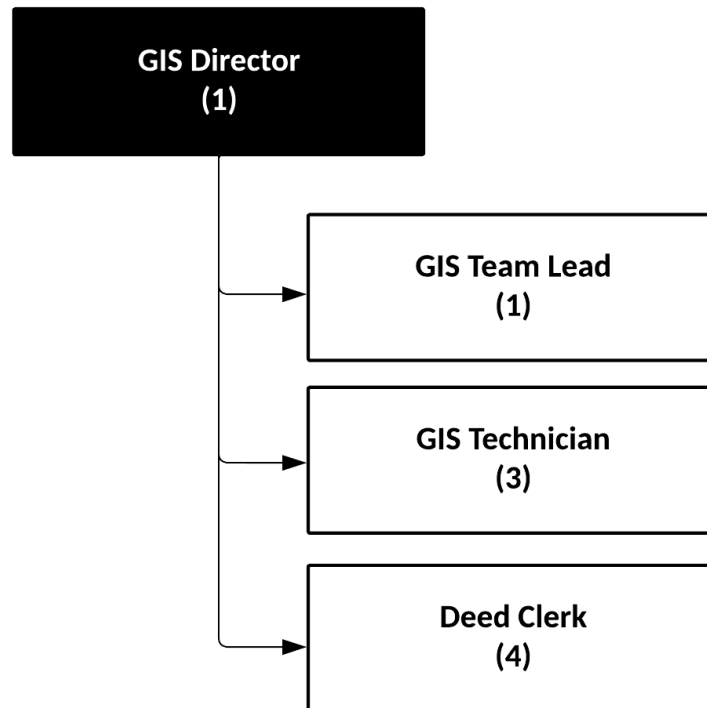 GIS Director
(1)
GIS Team Lead
(1)
GIS Technician
(3)
Deed Clerk
(4)